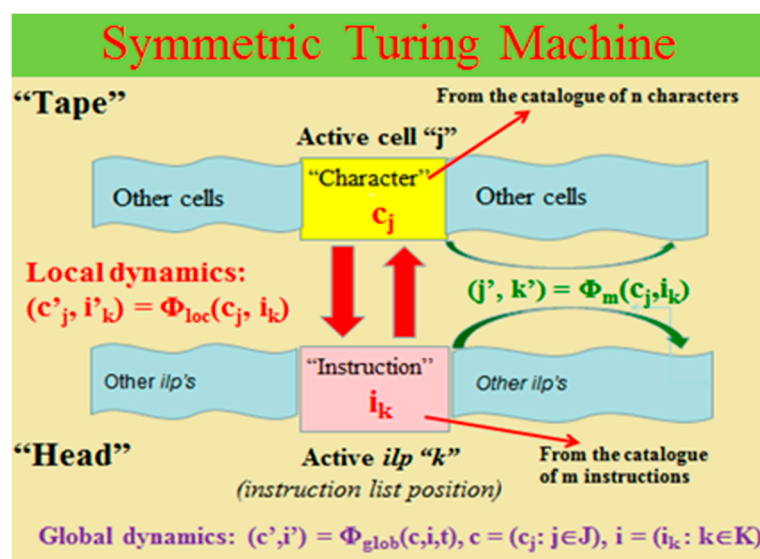 Symmetric Turing Machine
“Tape”
From the catalogue of n characters
Active cell “j”
Other cells
“Character”
cⱼ
Other cells
Local dynamics:
(c’ⱼ, i’ₖ) = Φₗₒ꜀(cⱼ, iₖ)
(j’, k’) = Φₘ(cⱼ,iₖ)
Other ilp’s
“Instruction”
iₖ
Other ilp’s
“Head”
Active ilp “k”
(instruction list position)
From the catalogue
of m instructions
Global dynamics: (c’,i’) = Φglob(c,i,t), c = (cⱼ: j∈J), i = (iₖ: k∈K)